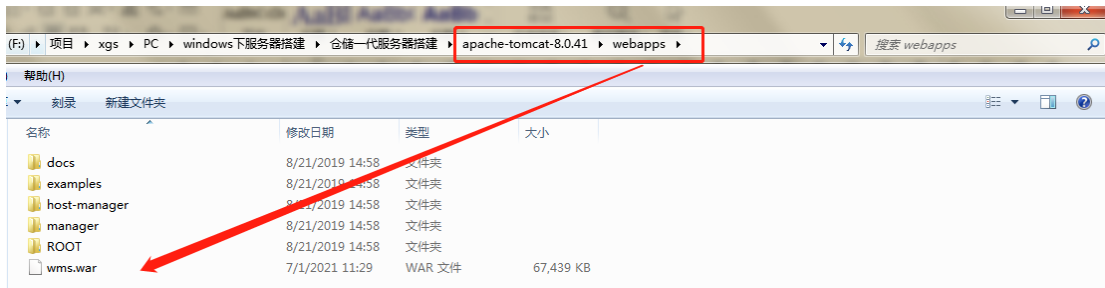 (F:) ▸ 项目 ▸ xgs ▸ PC ▸ windows下服务器搭建 ▸ 仓储一代服务器搭建 ▸ apache-tomcat-8.0.41 ▸ webapps ▸ 搜索 webapps
帮助(H)
刻录 新建文件夹
名称 修改日期 类型 大小
docs 8/21/2019 14:58 文件夹
examples 8/21/2019 14:58 文件夹
host-manager 8/21/2019 14:58 文件夹
manager 8/21/2019 14:58 文件夹
ROOT 8/21/2019 14:58 文件夹
wms.war 7/1/2021 11:29 WAR 文件 67,439 KB